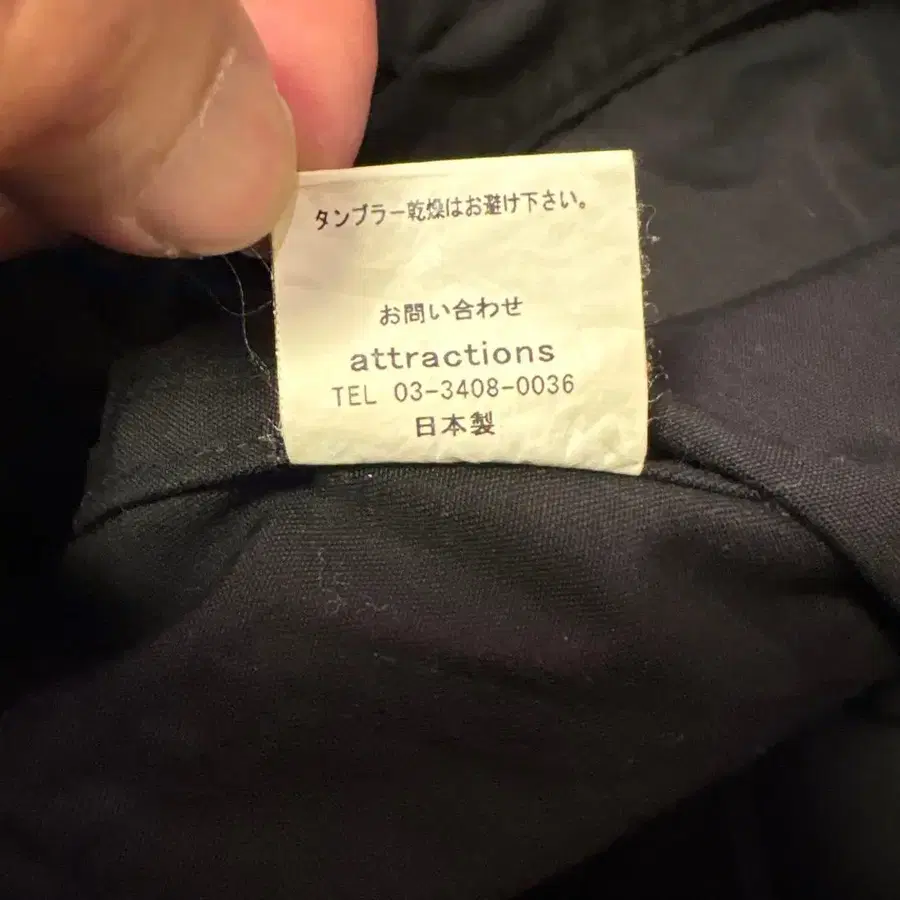 タンブラー乾燥はお避け下さい。
お問い合わせ
attractions
TEL 03-3408-0036
日本製